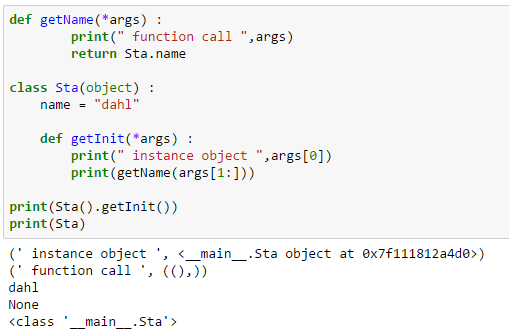 def getName(*args) :
        print(" function call ",args)
        return Sta.name

class Sta(object) :
    name = "dahl"

    def getInit(*args) :
        print(" instance object ",args[0])
        print(getName(args[1:]))

print(Sta().getInit())
print(Sta)
(' instance object ', <__main__.Sta object at 0x7f111812a4d0>)
(' function call ', ((),))
dahl
None
<class '__main__.Sta'>